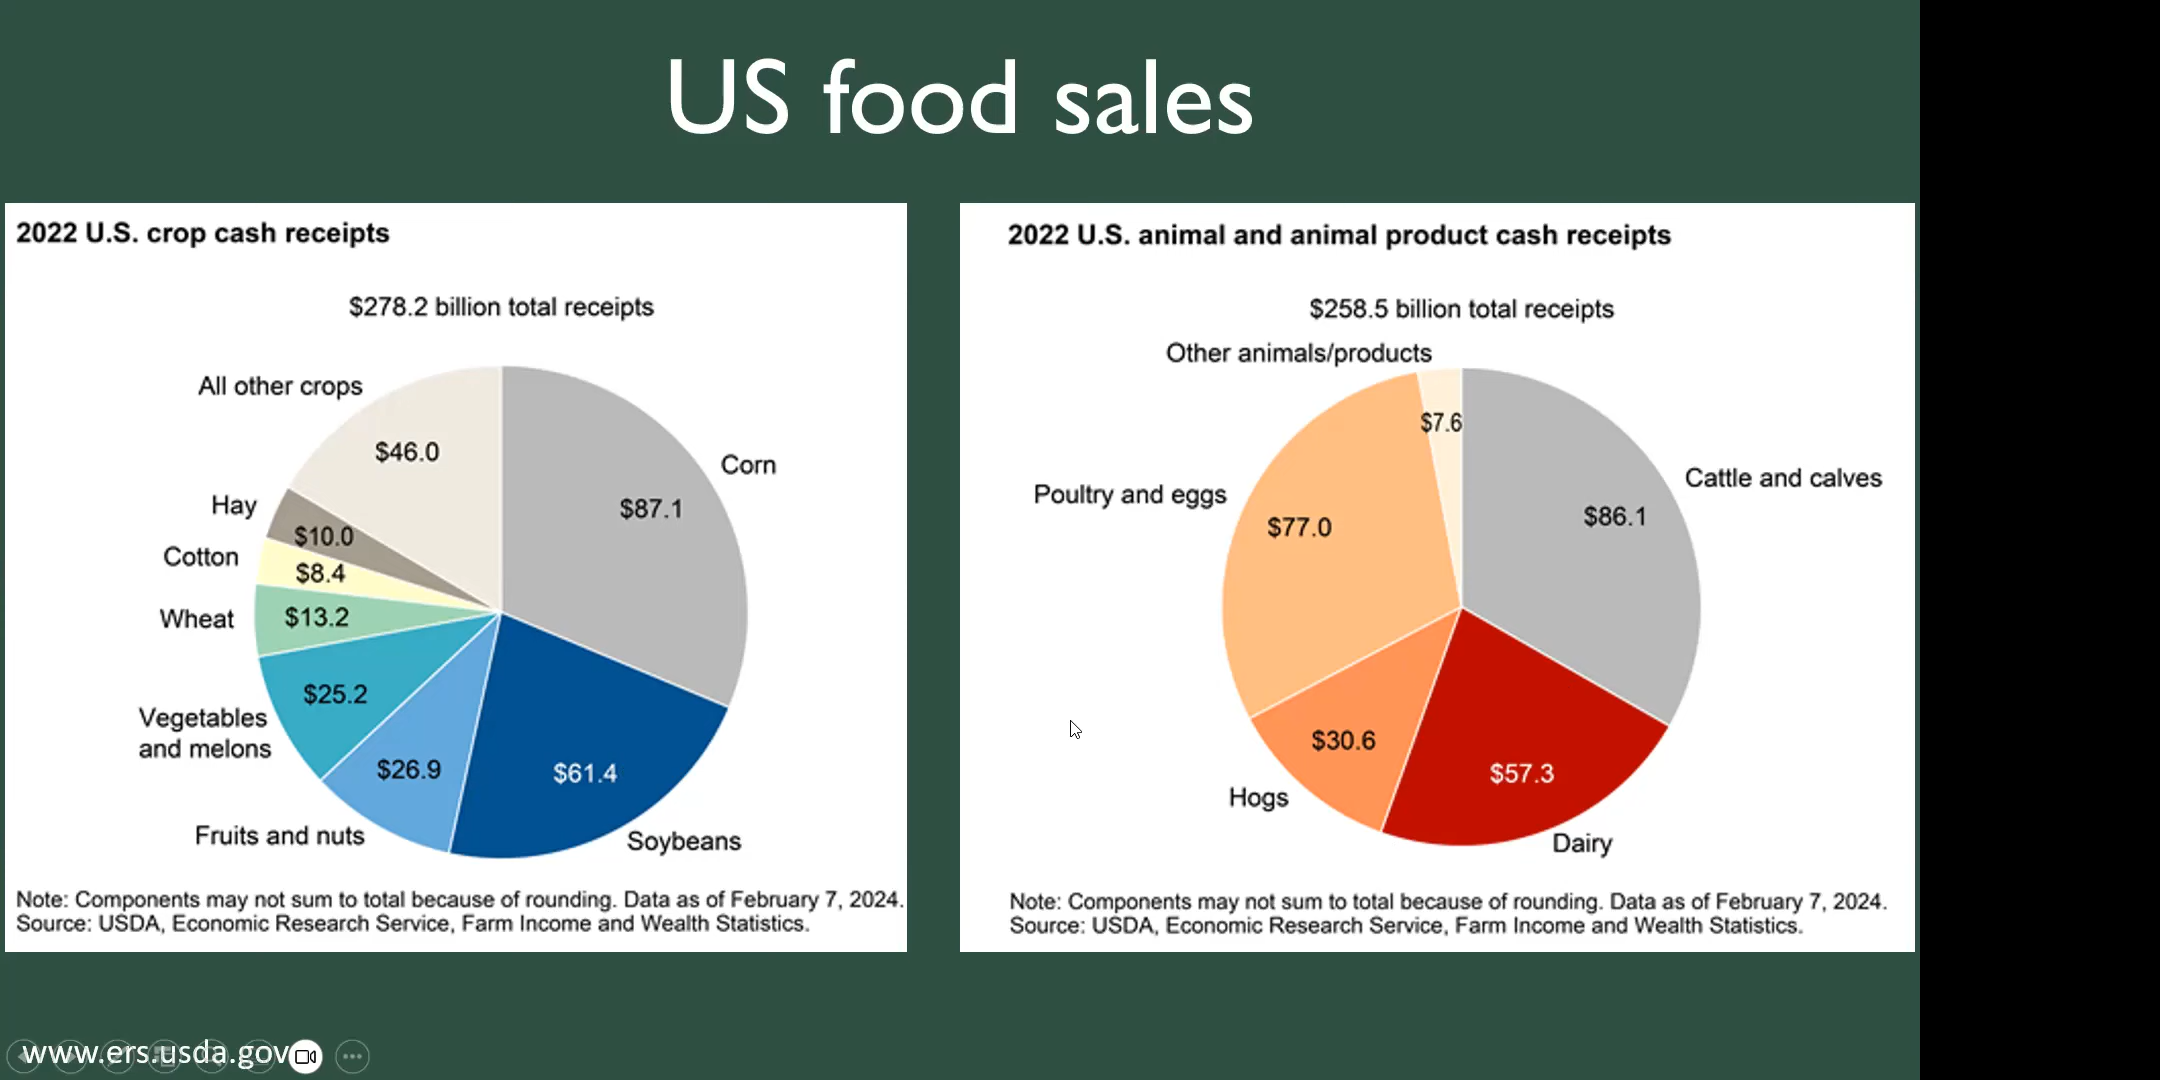 US food sales
2022 U.S. crop cash receipts
$278.2 billion total receipts
All other crops
$46.0
Corn
$87.1
Hay
$10.0
Cotton
$8.4
Wheat
$13.2
$25.2
Vegetables
and melons
$26.9
$61.4
Fruits and nuts
Soybeans
Note: Components may not sum to total because of rounding. Data as of February 7, 2024.
Source: USDA, Economic Research Service, Farm Income and Wealth Statistics.
2022 U.S. animal and animal product cash receipts
$258.5 billion total receipts
Other animals/products
$7.6
Cattle and calves
$86.1
Poultry and eggs
$77.0
$30.6
$57.3
Hogs
Dairy
Note: Components may not sum to total because of rounding. Data as of February 7, 2024.
Source: USDA, Economic Research Service, Farm Income and Wealth Statistics.
www.ers.usda.gov